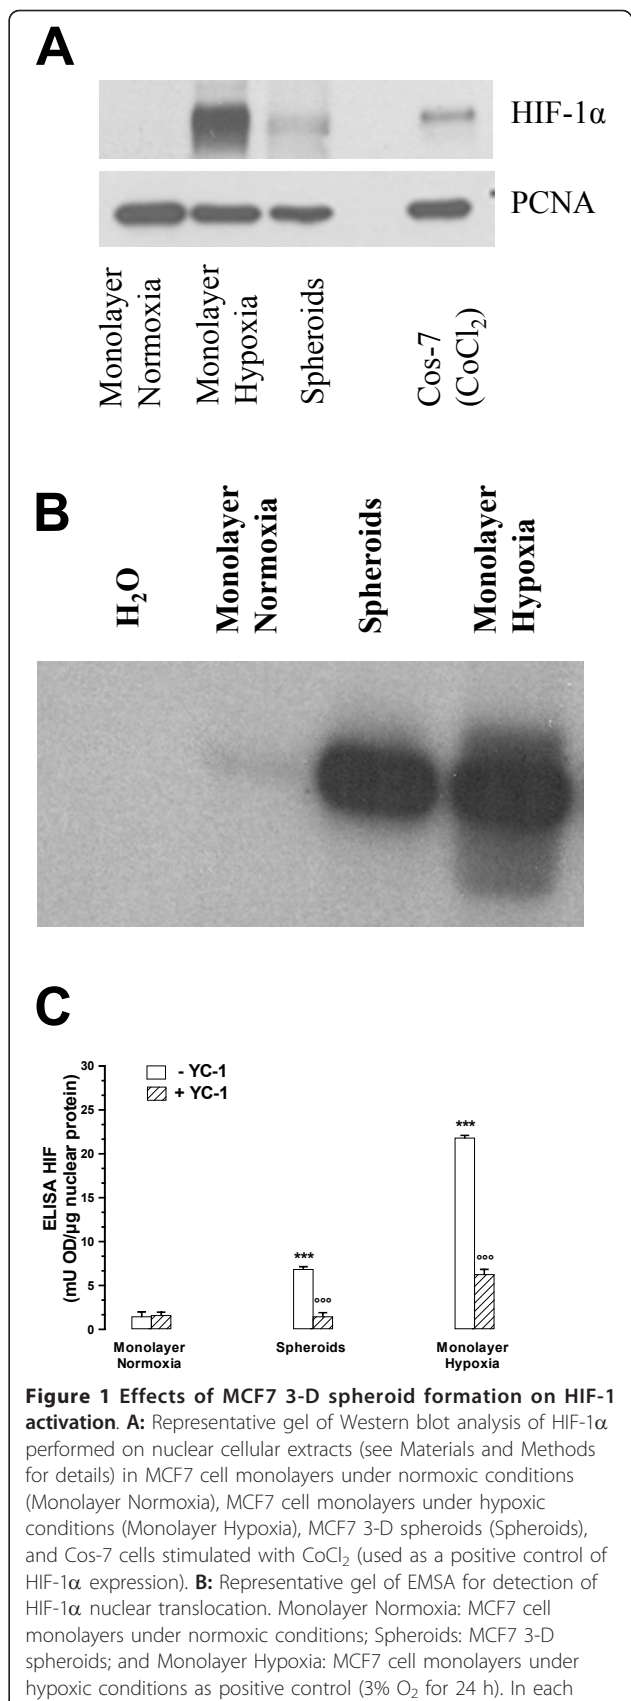 A
HIF-1α
PCNA
Monolayer
Normoxia
Monolayer
Hypoxia
Spheroids
Cos-7
(CoCl₂)
B
H₂O
Monolayer
Normoxia
Spheroids
Monolayer
Hypoxia
C
30
25
20
15
10
5
0
ELISA HIF
(mU OD/µg nuclear protein)
- YC-1
+ YC-1
***
°°°
***
°°°
Monolayer
Normoxia
Spheroids
Monolayer
Hypoxia
Figure 1 Effects of MCF7 3-D spheroid formation on HIF-1
activation. A: Representative gel of Western blot analysis of HIF-1α
performed on nuclear cellular extracts (see Materials and Methods
for details) in MCF7 cell monolayers under normoxic conditions
(Monolayer Normoxia), MCF7 cell monolayers under hypoxic
conditions (Monolayer Hypoxia), MCF7 3-D spheroids (Spheroids),
and Cos-7 cells stimulated with CoCl₂ (used as a positive control of
HIF-1α expression). B: Representative gel of EMSA for detection of
HIF-1α nuclear translocation. Monolayer Normoxia: MCF7 cell
monolayers under normoxic conditions; Spheroids: MCF7 3-D
spheroids; and Monolayer Hypoxia: MCF7 cell monolayers under
hypoxic conditions as positive control (3% O₂ for 24 h). In each